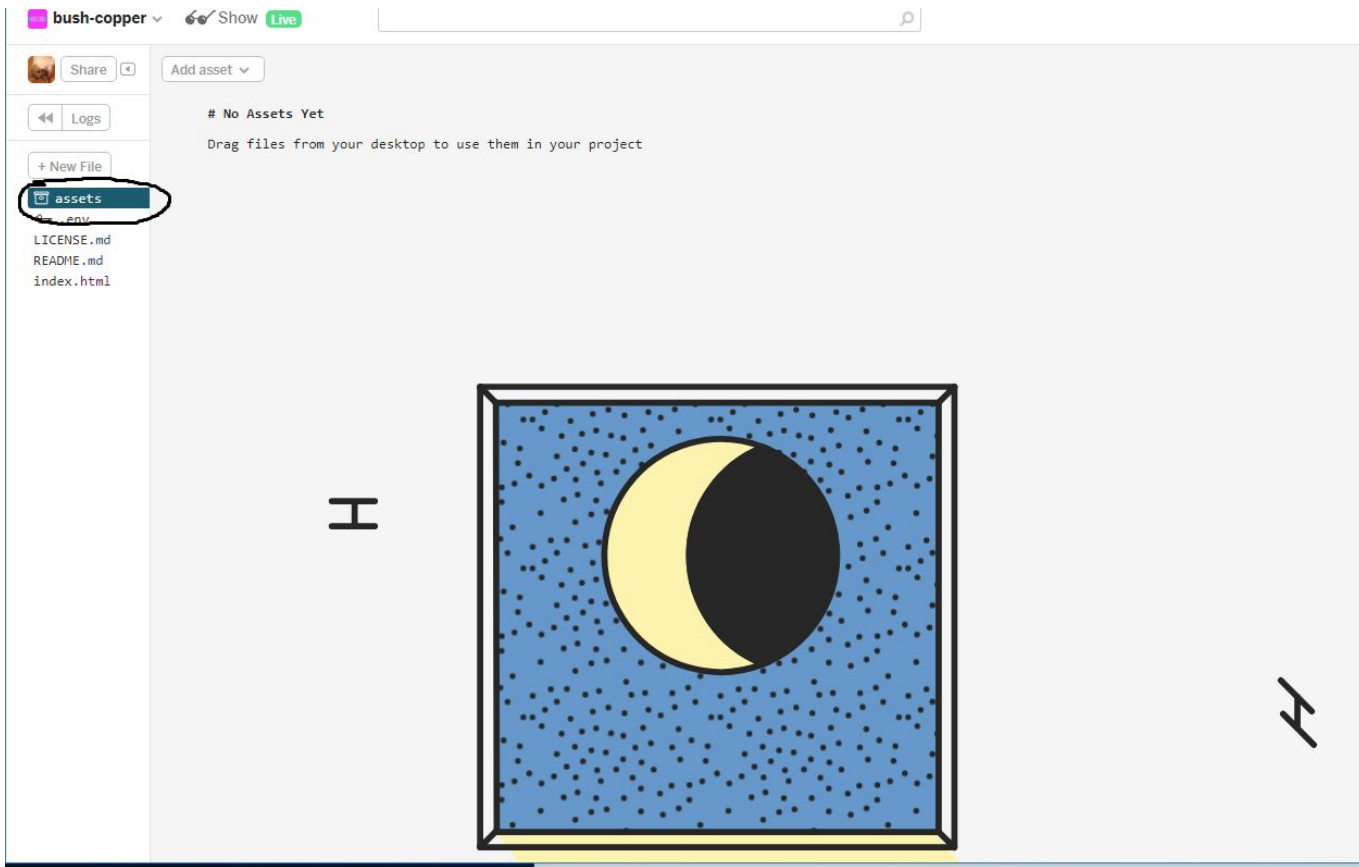 bush-copper Show Live
Share Add asset
Logs
# No Assets Yet
Drag files from your desktop to use them in your project
+ New File
assets
.env
LICENSE.md
README.md
index.html